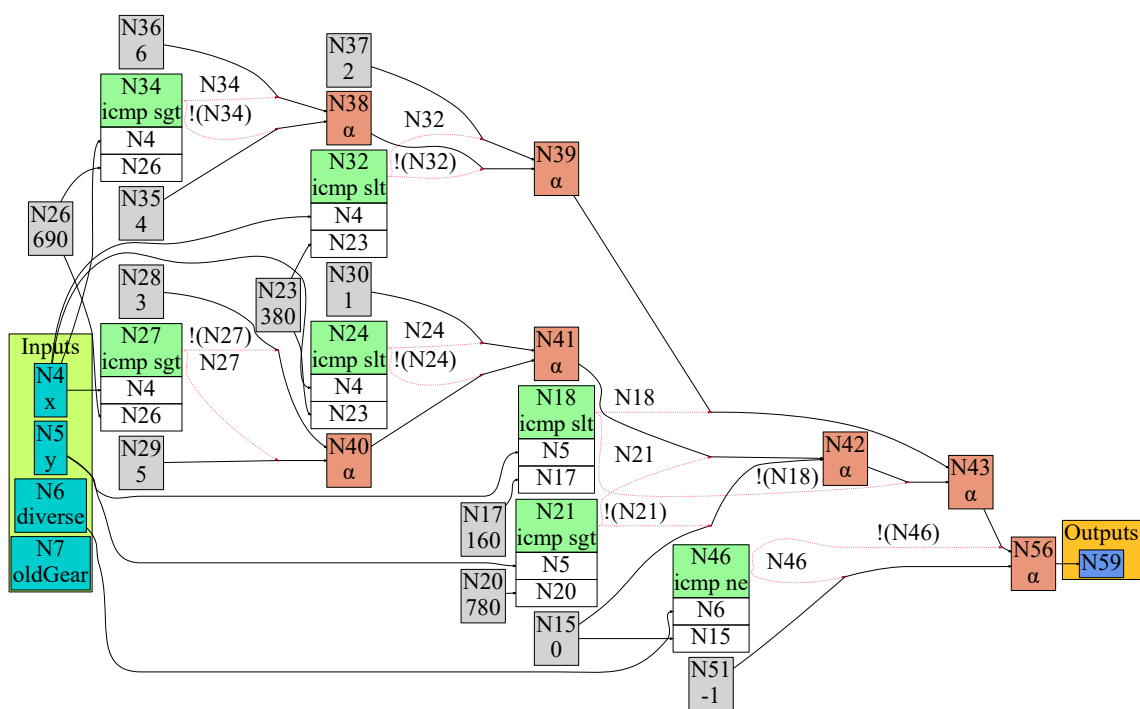 N36
6
N34
icmp sgt
N4
N26
N34
!(N34)
N35
4
N26
690
N37
2
N38
α
N32
!(N32)
N32
icmp slt
N4
N23
N39
α
N28
3
N23
380
N30
1
Inputs
N4
x
N5
y
N6
diverse
N7
oldGear
N27
icmp sgt
N4
N26
!(N27)
N27
N29
5
N24
icmp slt
N4
N23
N24
!(N24)
N40
α
N41
α
N18
icmp slt
N5
N17
N18
N21
!(N18)
N17
160
N21
icmp sgt
N5
N20
!(N21)
N20
780
N15
0
N42
α
N43
α
N46
icmp ne
N6
N15
!(N46)
N46
N51
-1
N56
α
Outputs
N59